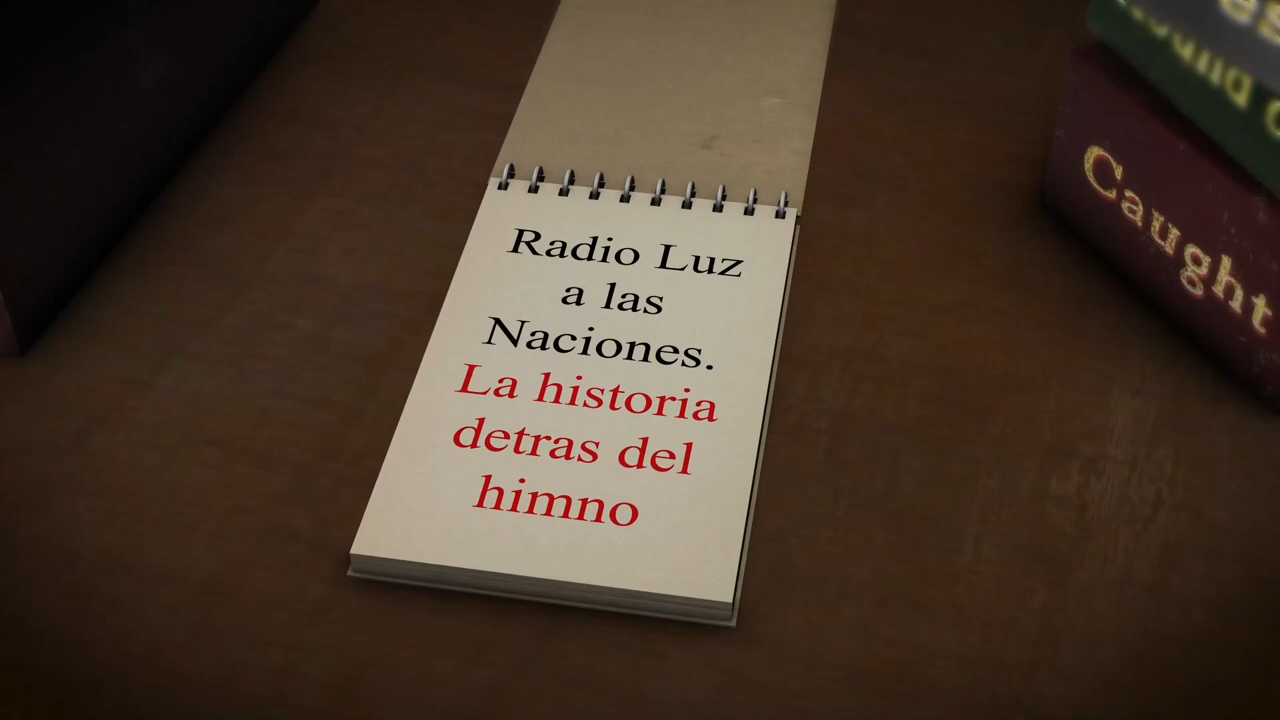 Radio Luz
a las
Naciones.
La historia
detras del
himno
Caught